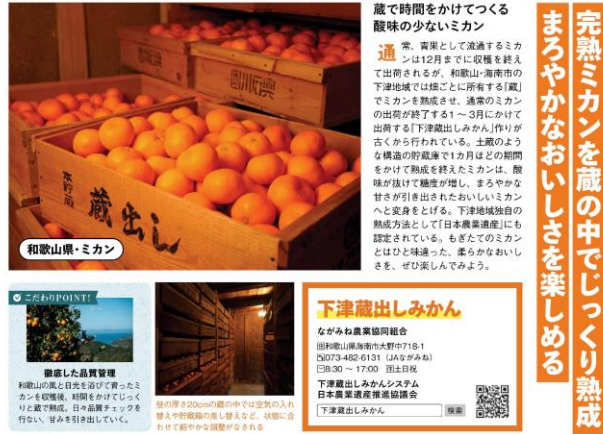 完熟ミカンを蔵の中でじっくり熟成
まろやかなおいしさを楽しめる
蔵で時間をかけてつくる
酸味の少ないミカン
通常、青果として流通するミカ
ンは12月までに収穫を終え
て出荷されるが、和歌山・海南市の
下津地域では畑ごとに所有する「蔵」
でミカンを熟成させ、通常のミカン
の出荷が終了する1～3月にかけて
出荷する「下津蔵出しみかん」作りが
古くから行われている。土蔵のよう
な構造の貯蔵庫で1カ月ほどの期間
をかけて熟成を終えたミカンは、酸
味が抜けて糖度が増し、まろやかな
甘さが引き出されたおいしいミカン
へと変身をとげる。下津地域独自の
熟成方法として「日本農業遺産」にも
認定されている。もぎたてのミカン
とはひと味違った、柔らかなおいし
さを、ぜひ楽しんでみよう。
本貯蔵
蔵出し
和歌山県・ミカン
こだわりPOINT!
徹底した品質管理
和歌山の風と日光を浴びて育ったミ
カンを収穫後、時間をかけてじっく
りと蔵で熟成。日々品質チェックを
行ない、甘みを引き出していく。
壁の厚さ20cmの蔵の中では空気の入れ
替えや貯蔵箱の差し替えなど、状態に合
わせて細やかな調整がなされる
下津蔵出しみかん
ながみね農業協同組合
和歌山県海南市大野中718-1
073-482-6131（JAながみね）
8:30 ～ 17:00 土日祝
下津蔵出しみかんシステム
日本農業遺産推進協議会
下津蔵出しみかん 検索